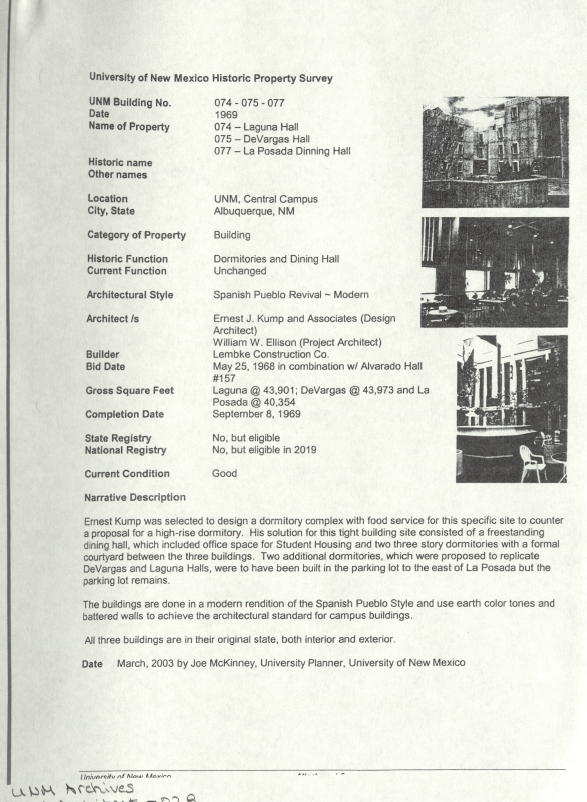 University of New Mexico Historic Property Survey
UNM Building No. 074 - 075 - 077
Date 1969
Name of Property 074 – Laguna Hall
075 – DeVargas Hall
077 – La Posada Dinning Hall
Historic name
Other names
Location UNM, Central Campus
City, State Albuquerque, NM
Category of Property Building
Historic Function Dormitories and Dining Hall
Current Function Unchanged
Architectural Style Spanish Pueblo Revival ~ Modern
Architect /s Ernest J. Kump and Associates (Design
Architect)
William W. Ellison (Project Architect)
Builder Lembke Construction Co.
Bid Date May 25, 1968 in combination w/ Alvarado Hall
#157
Gross Square Feet Laguna @ 43,901; DeVargas @ 43,973 and La
Posada @ 40,354
Completion Date September 8, 1969
State Registry No, but eligible
National Registry No, but eligible in 2019
Current Condition Good
Narrative Description
Ernest Kump was selected to design a dormitory complex with food service for this specific site to counter
a proposal for a high-rise dormitory. His solution for this tight building site consisted of a freestanding
dining hall, which included office space for Student Housing and two three story dormitories with a formal
courtyard between the three buildings. Two additional dormitories, which were proposed to replicate
DeVargas and Laguna Halls, were to have been built in the parking lot to the east of La Posada but the
parking lot remains.
The buildings are done in a modern rendition of the Spanish Pueblo Style and use earth color tones and
battered walls to achieve the architectural standard for campus buildings.
All three buildings are in their original state, both interior and exterior.
Date March, 2003 by Joe McKinney, University Planner, University of New Mexico
University of New Mexico
UNM Archives